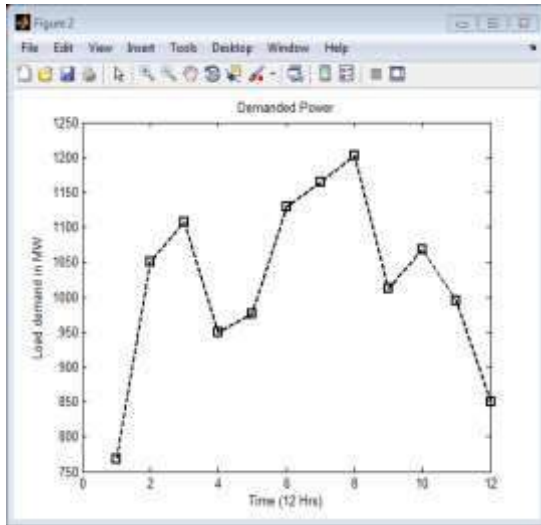 Figure 2
File Edit View Insert Tools Desktop Window Help
Demanded Power
1250
1200
1150
1100
1050
1000
950
900
850
800
750
0 2 4 6 8 10 12
Time (12 Hrs)
Load demand in MW